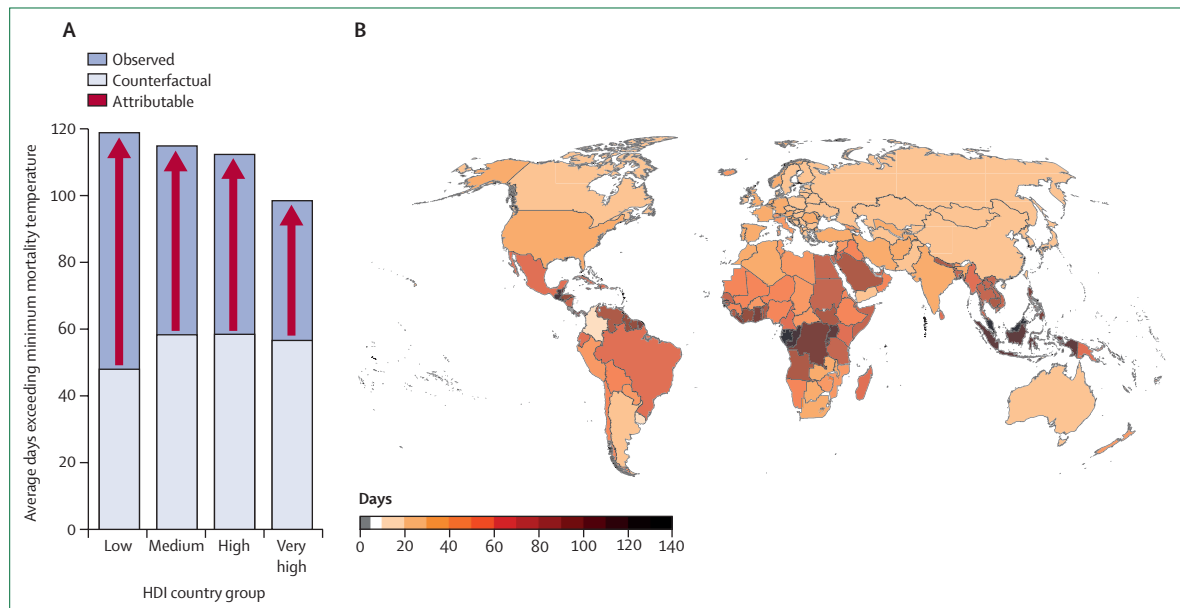 A
B
Observed
Counterfactual
Attributable
Average days exceeding minimum mortality temperature
120
100
80
60
40
20
0
Low
Medium
High
Very
high
HDI country group
Days
0
20
40
60
80
100
120
140